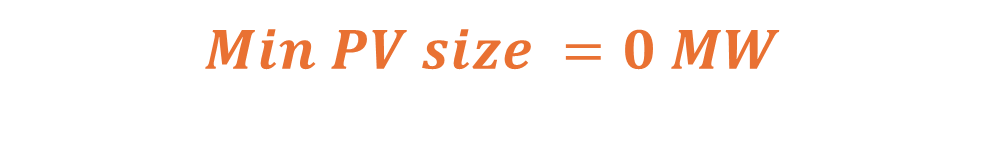 Min PV size = 0 MW